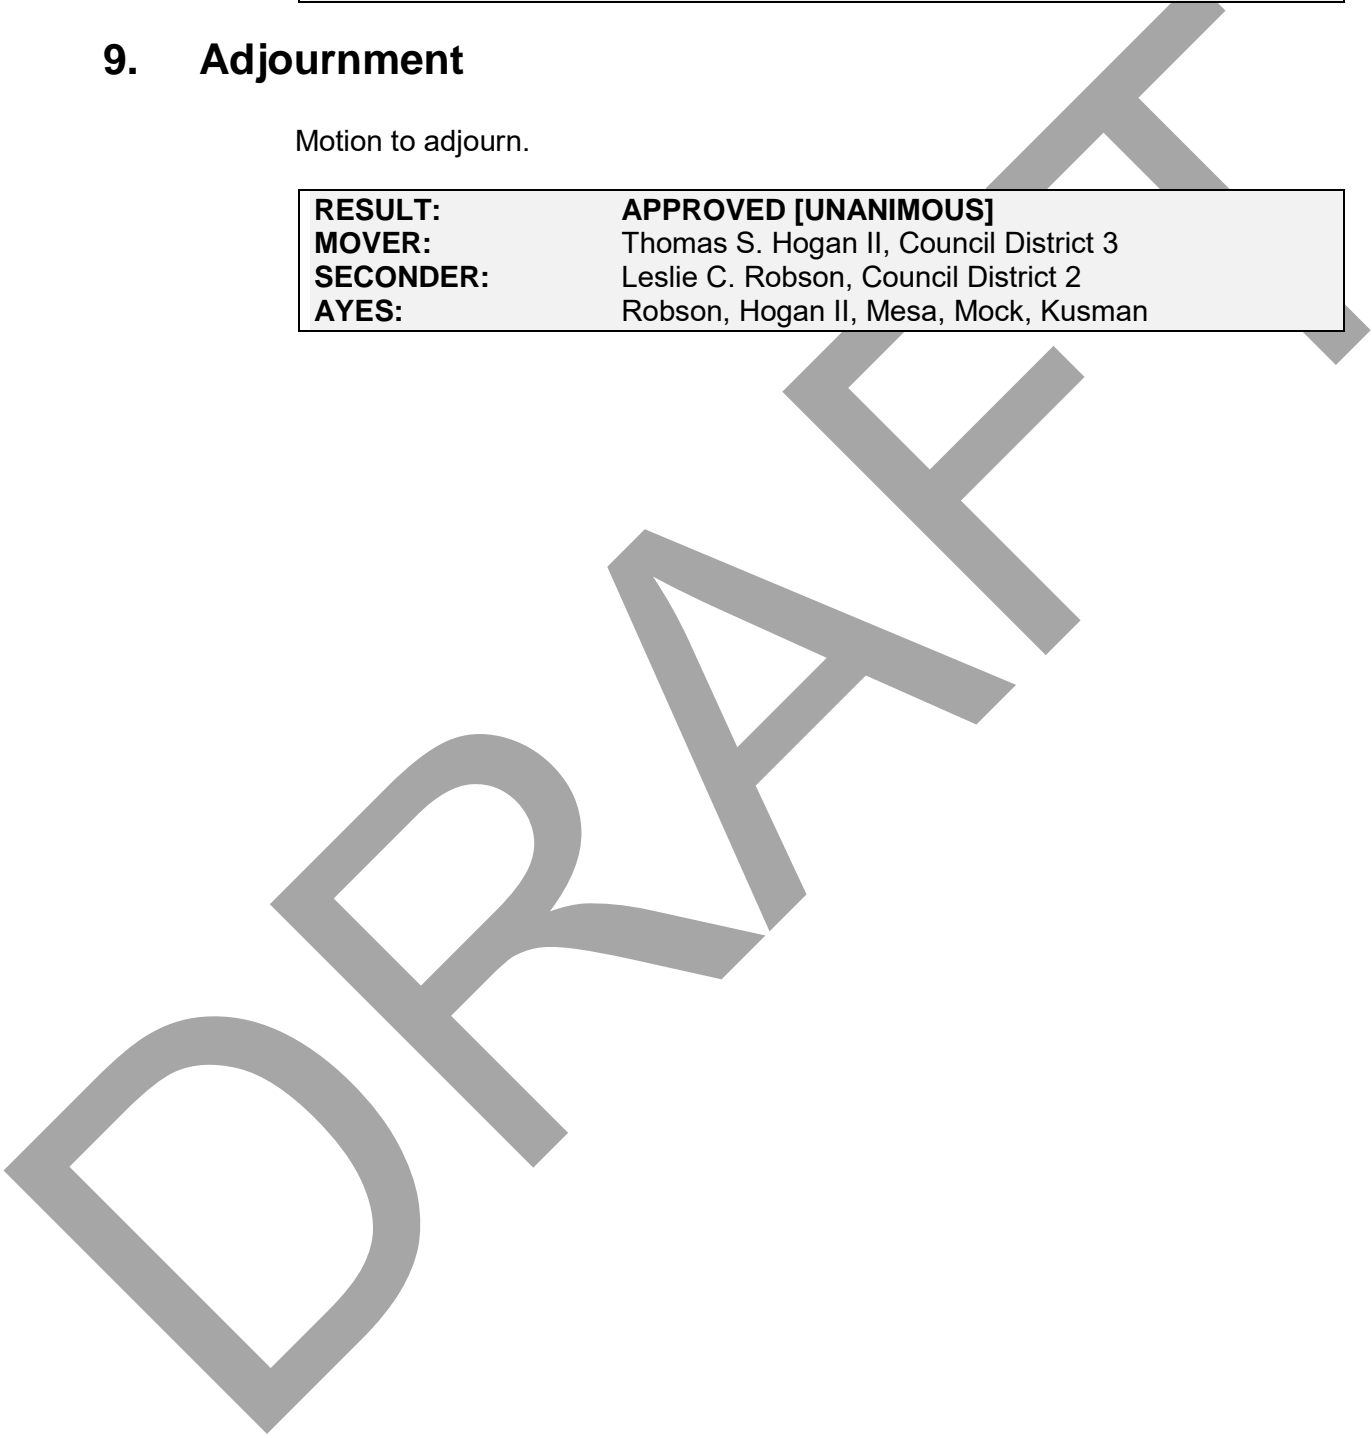 9. Adjournment
Motion to adjourn.
RESULT: APPROVED [UNANIMOUS]
MOVER: Thomas S. Hogan II, Council District 3
SECONDER: Leslie C. Robson, Council District 2
AYES: Robson, Hogan II, Mesa, Mock, Kusman
DRAFT